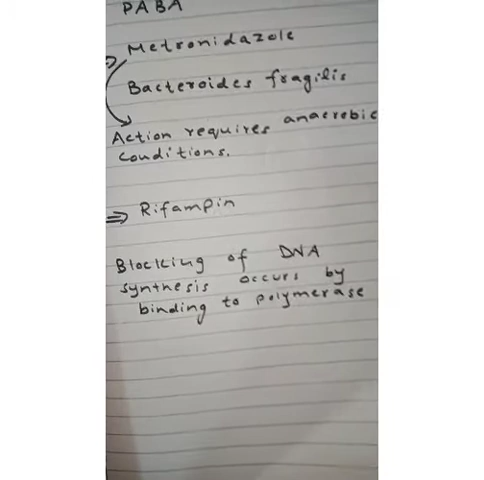 PABA
⇒ Metronidazole
Bacteroides fragilis
Action requires anaerobic
conditions.
⇒ Rifampin
Blocking of DNA
synthesis occurs by
binding to polymerase